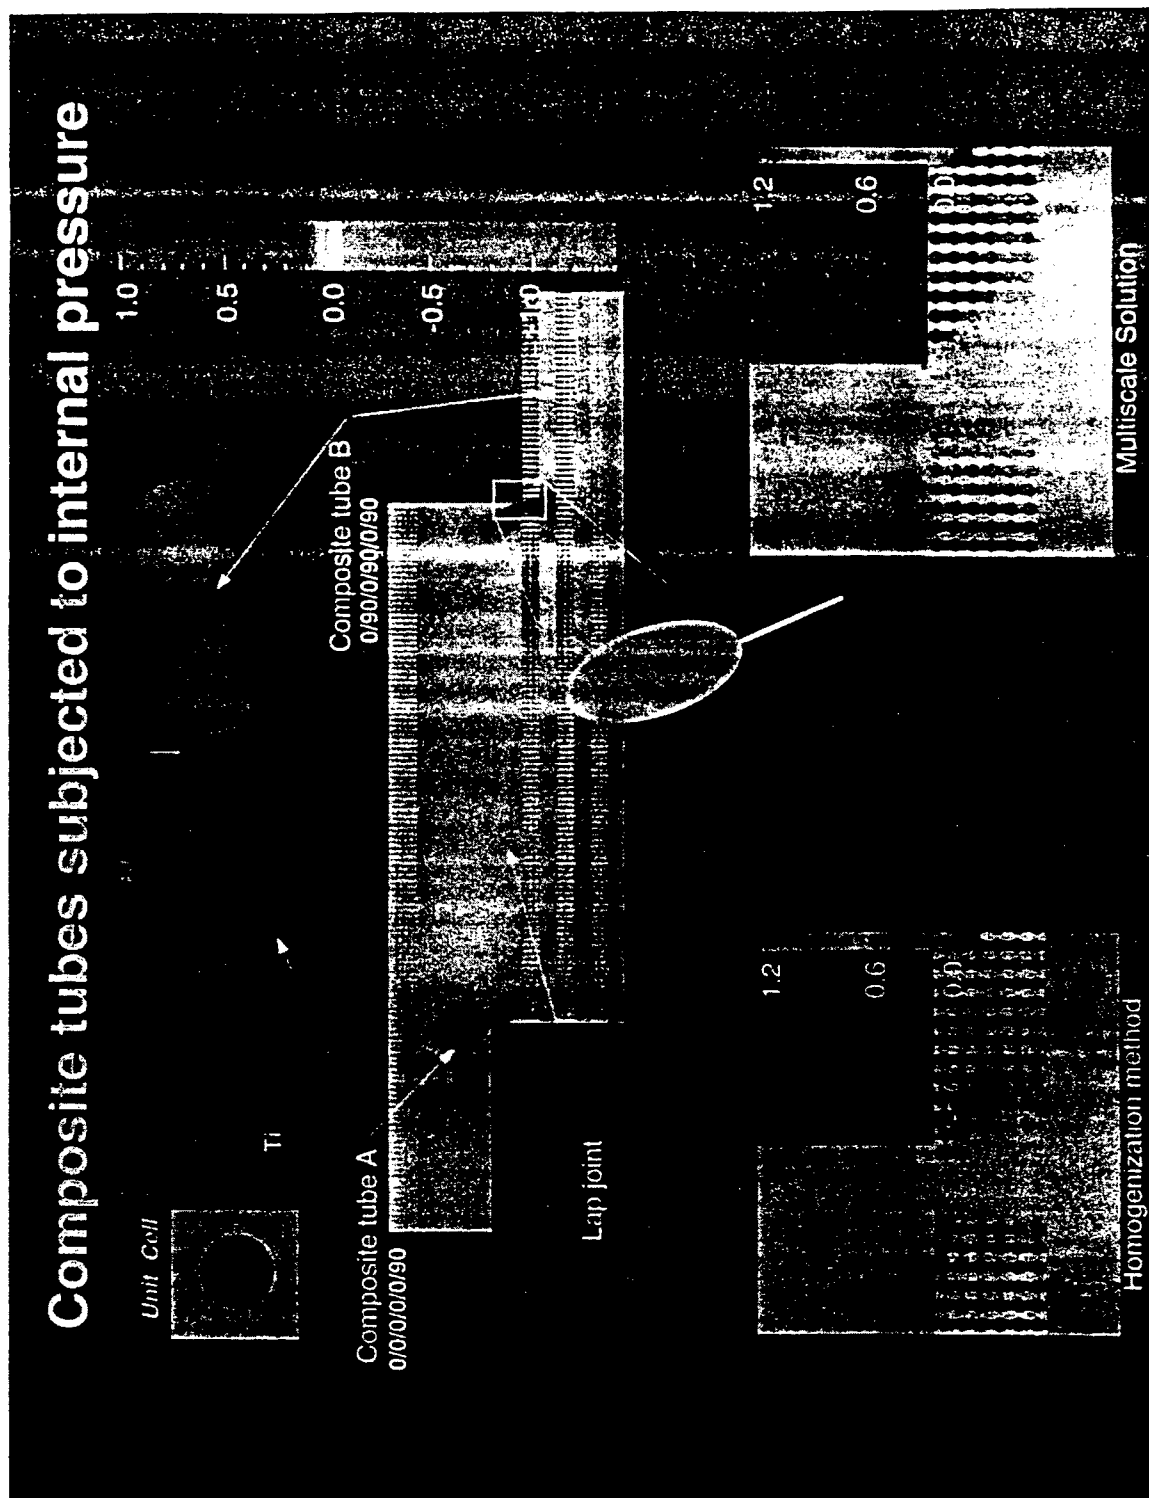 Composite tubes subjected to internal pressure
Unit Cell
Ti
1.0
0.5
0.0
-0.5
-1.0
Composite tube A
0/0/0/0/0/90
Composite tube B
0/90/0/90/0/90
Lap joint
1.2
0.6
0.0
Homogenization method
1.2
0.6
0.0
Multiscale Solution